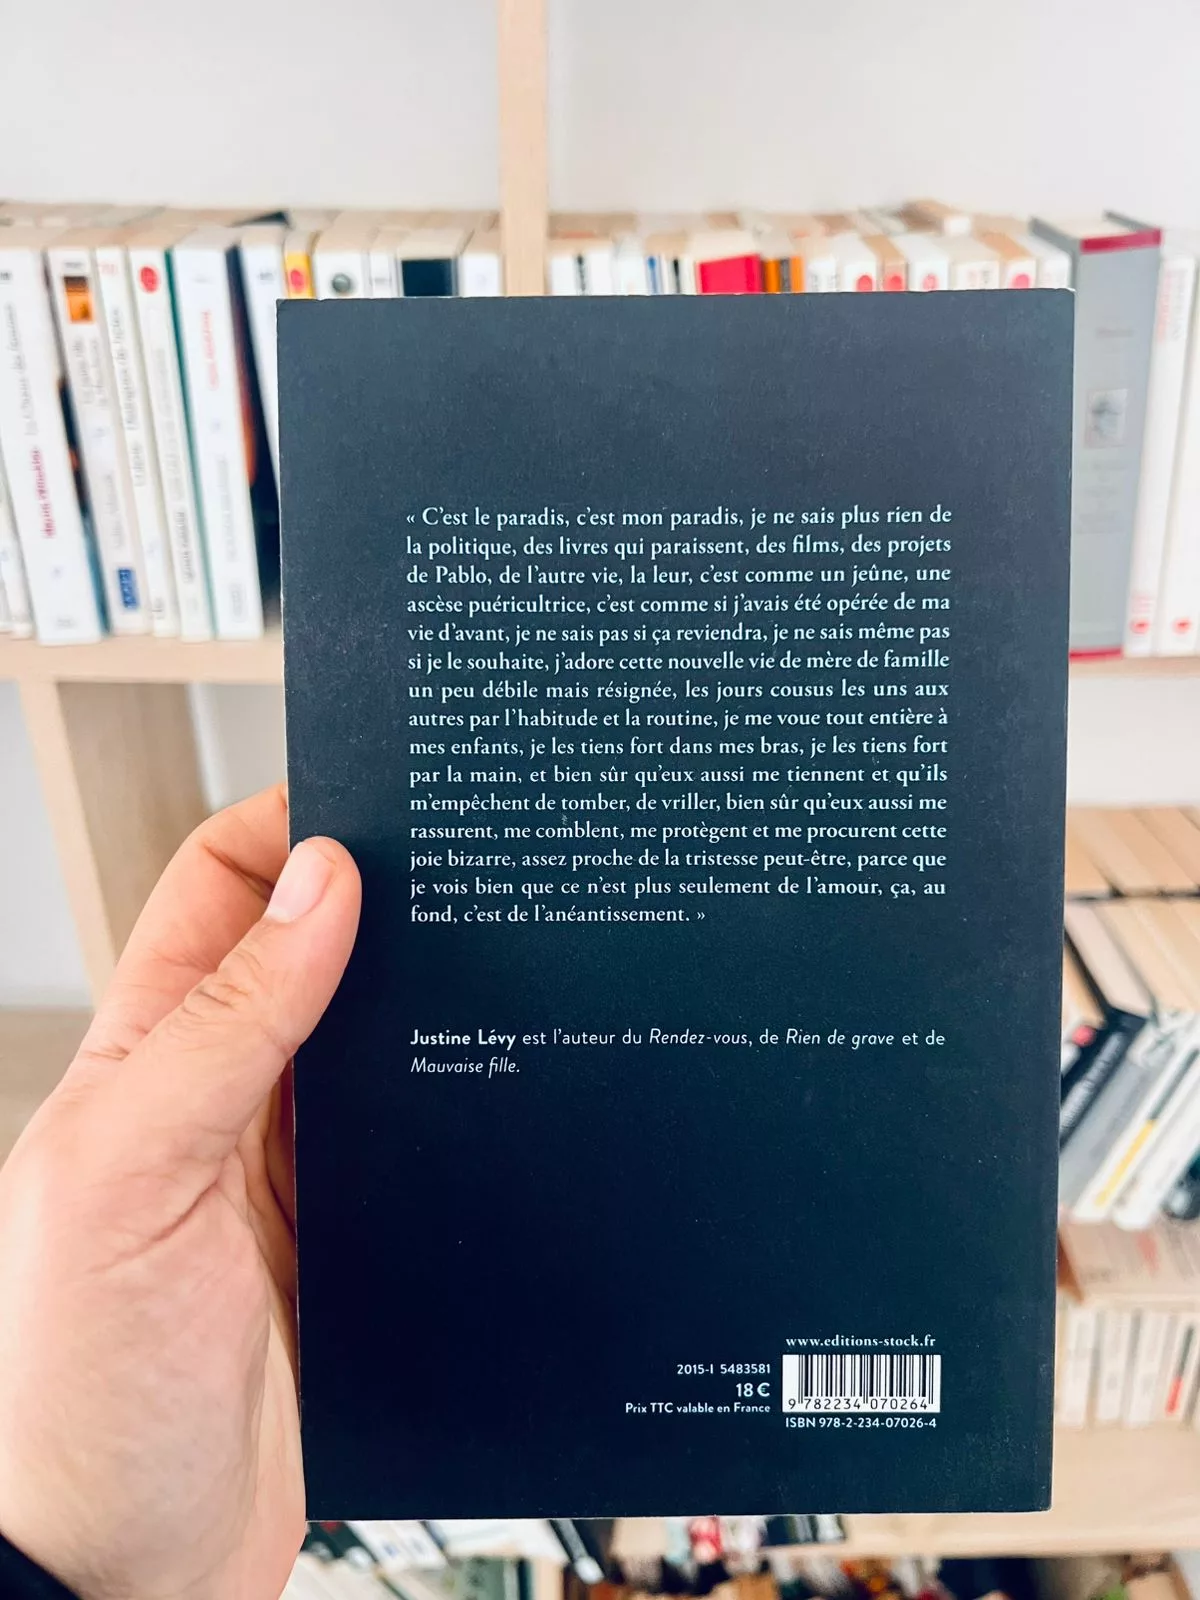 « C'est le paradis, c'est mon paradis, je ne sais plus rien de
la politique, des livres qui paraissent, des films, des projets
de Pablo, de l'autre vie, la leur, c'est comme un jeûne, une
ascèse puéricultrice, c'est comme si j'avais été opérée de ma
vie d'avant, je ne sais pas si ça reviendra, je ne sais même pas
si je le souhaite, j'adore cette nouvelle vie de mère de famille
un peu débile mais résignée, les jours cousus les uns aux
autres par l'habitude et la routine, je me voue tout entière à
mes enfants, je les tiens fort dans mes bras, je les tiens fort
par la main, et bien sûr qu'eux aussi me tiennent et qu'ils
m'empêchent de tomber, de vriller, bien sûr qu'eux aussi me
rassurent, me comblent, me protègent et me procurent cette
joie bizarre, assez proche de la tristesse peut-être, parce que
je vois bien que ce n'est plus seulement de l'amour, ça, au
fond, c'est de l'anéantissement. »
Justine Lévy est l'auteur du Rendez-vous, de Rien de grave et de
Mauvaise fille.
www.editions-stock.fr
2015-I 5483581
18 €
Prix TTC valable en France
9 782234 070264
ISBN 978-2-234-07026-4